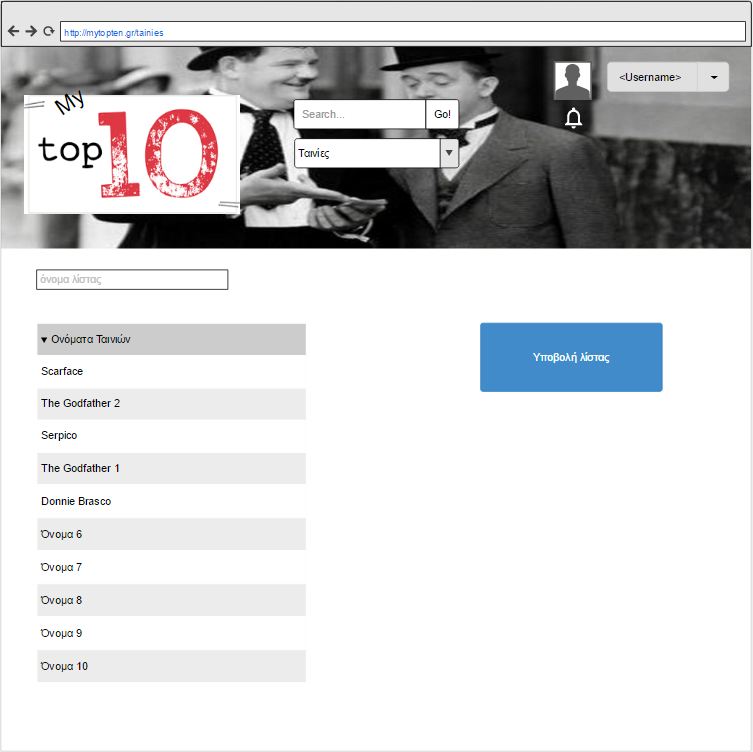 http://mytopten.gr/tainies
<Username>
My
top 10
Search...
Go!
Ταινίες
όνομα λίστας
▼ Ονόματα Ταινιών
Υποβολή λίστας
Scarface
The Godfather 2
Serpico
The Godfather 1
Donnie Brasco
Όνομα 6
Όνομα 7
Όνομα 8
Όνομα 9
Όνομα 10